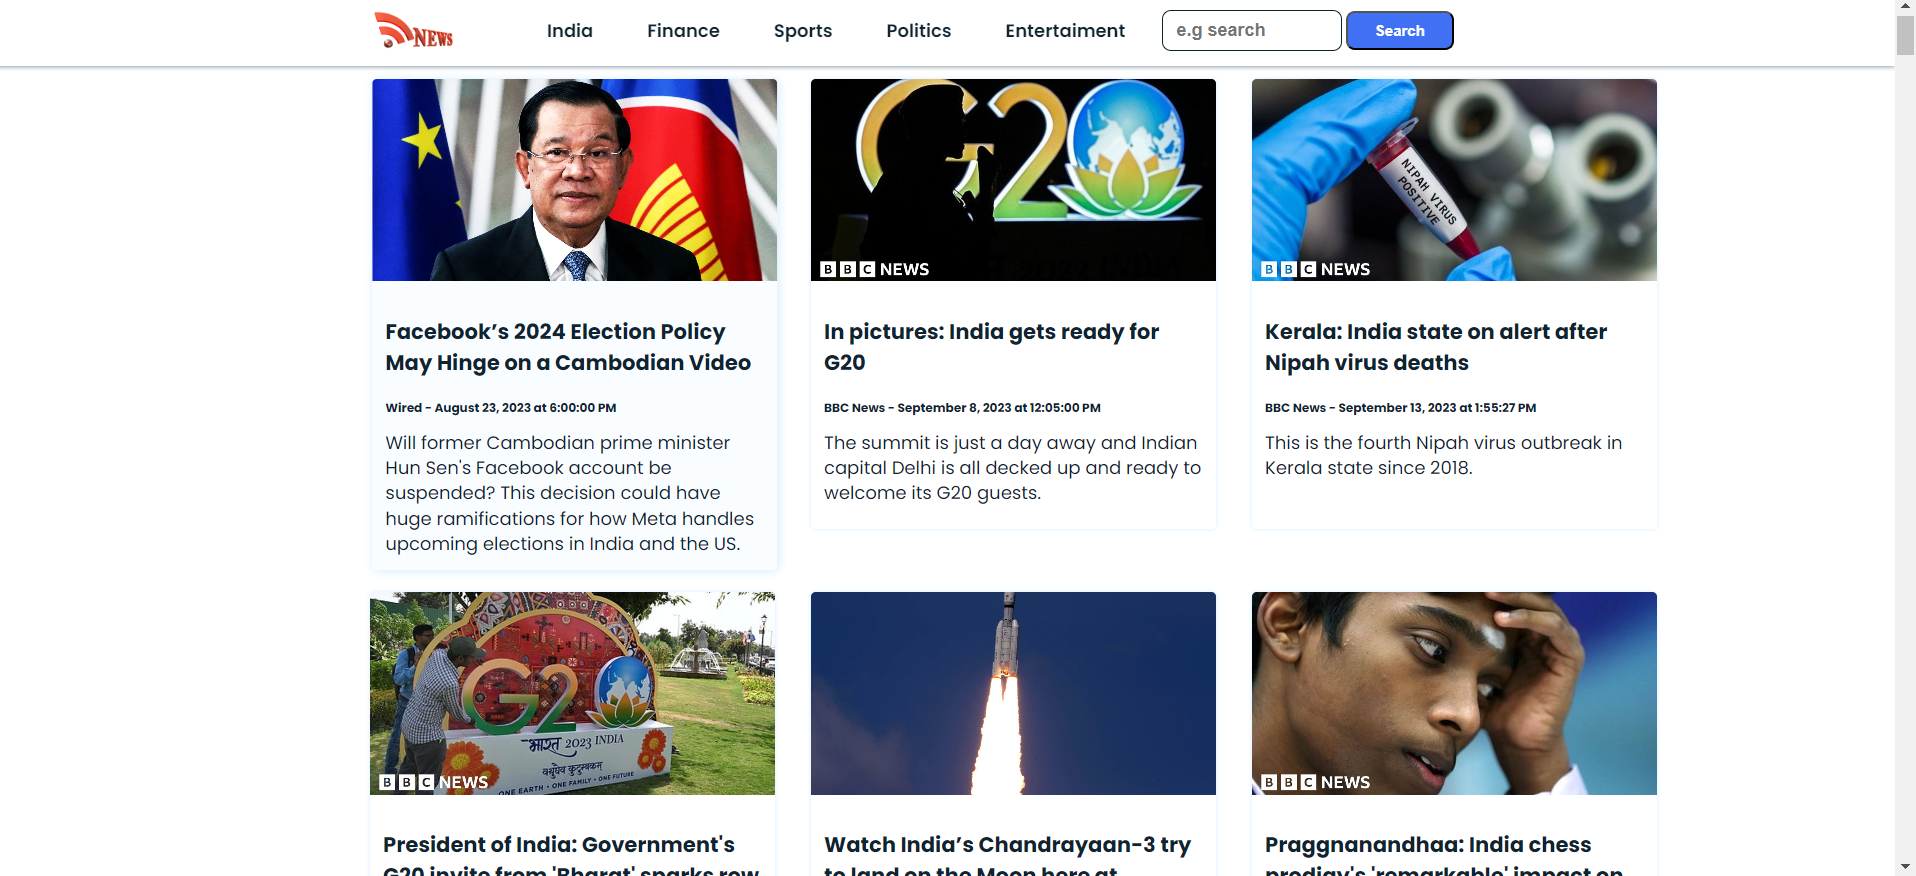 NEWS
India
Finance
Sports
Politics
Entertaiment
e.g search
Search
G20
BBC NEWS
NIPAH VIRUS
POSITIVE
BBC NEWS
Facebook’s 2024 Election Policy
May Hinge on a Cambodian Video
Wired - August 23, 2023 at 6:00:00 PM
Will former Cambodian prime minister
Hun Sen's Facebook account be
suspended? This decision could have
huge ramifications for how Meta handles
upcoming elections in India and the US.
In pictures: India gets ready for
G20
BBC News - September 8, 2023 at 12:05:00 PM
The summit is just a day away and Indian
capital Delhi is all decked up and ready to
welcome its G20 guests.
Kerala: India state on alert after
Nipah virus deaths
BBC News - September 13, 2023 at 1:55:27 PM
This is the fourth Nipah virus outbreak in
Kerala state since 2018.
G20
भारत 2023 INDIA
वसुधैव कुटुम्बकम्
ONE EARTH • ONE FAMILY • ONE FUTURE
BBC NEWS
BBC NEWS
President of India: Government's
G20 invite from 'Bharat' sparks row
Watch India’s Chandrayaan-3 try
to land on the Moon here at
Praggnanandhaa: India chess
prodigy's 'remarkable' impact on